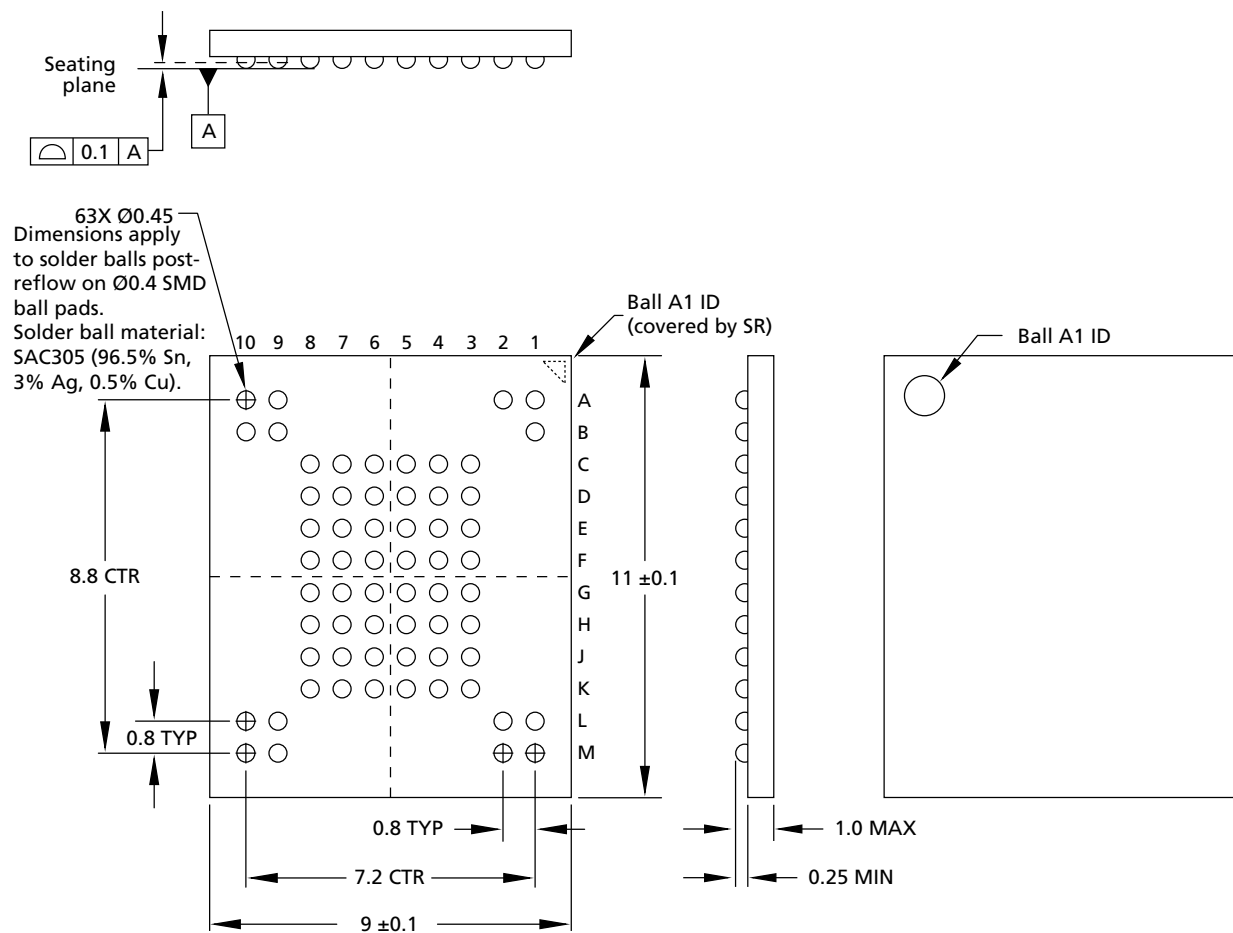 Seating
plane
A
0.1 A
63X Ø0.45
Dimensions apply
to solder balls post-
reflow on Ø0.4 SMD
ball pads.
Solder ball material:
SAC305 (96.5% Sn,
3% Ag, 0.5% Cu).
Ball A1 ID
(covered by SR)
Ball A1 ID
10 9 8 7 6 5 4 3 2 1
A
B
C
D
E
F
G
H
J
K
L
M
8.8 CTR
11 ±0.1
0.8 TYP
0.8 TYP
1.0 MAX
7.2 CTR
0.25 MIN
9 ±0.1